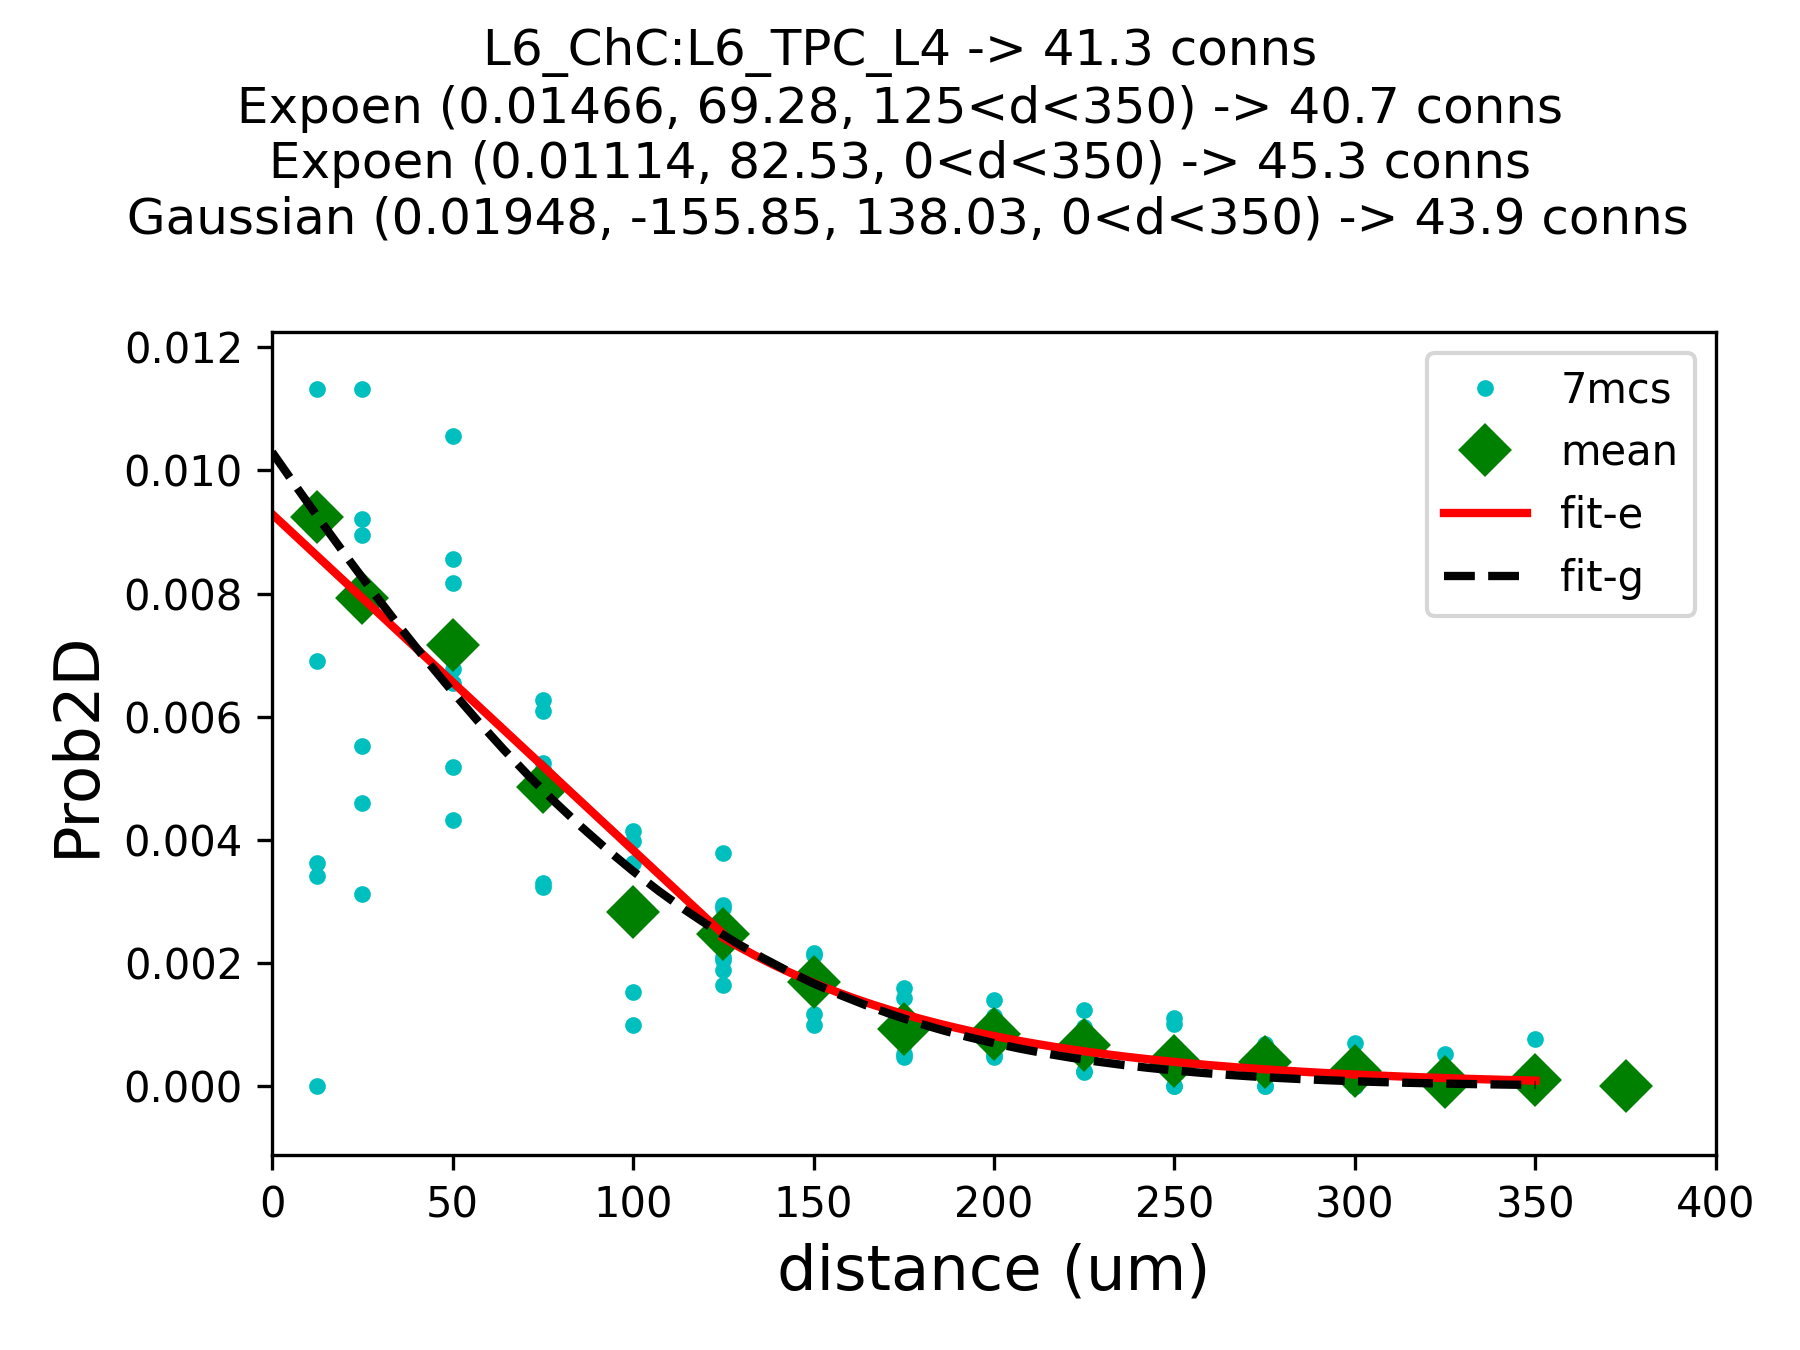 L6_ChC:L6_TPC_L4 -> 41.3 conns
Expoen (0.01466, 69.28, 125<d<350) -> 40.7 conns
Expoen (0.01114, 82.53, 0<d<350) -> 45.3 conns
Gaussian (0.01948, -155.85, 138.03, 0<d<350) -> 43.9 conns
0.012
0.010
0.008
0.006
0.004
0.002
0.000
Prob2D
7mcs
mean
fit-e
fit-g
0 50 100 150 200 250 300 350 400
distance (um)